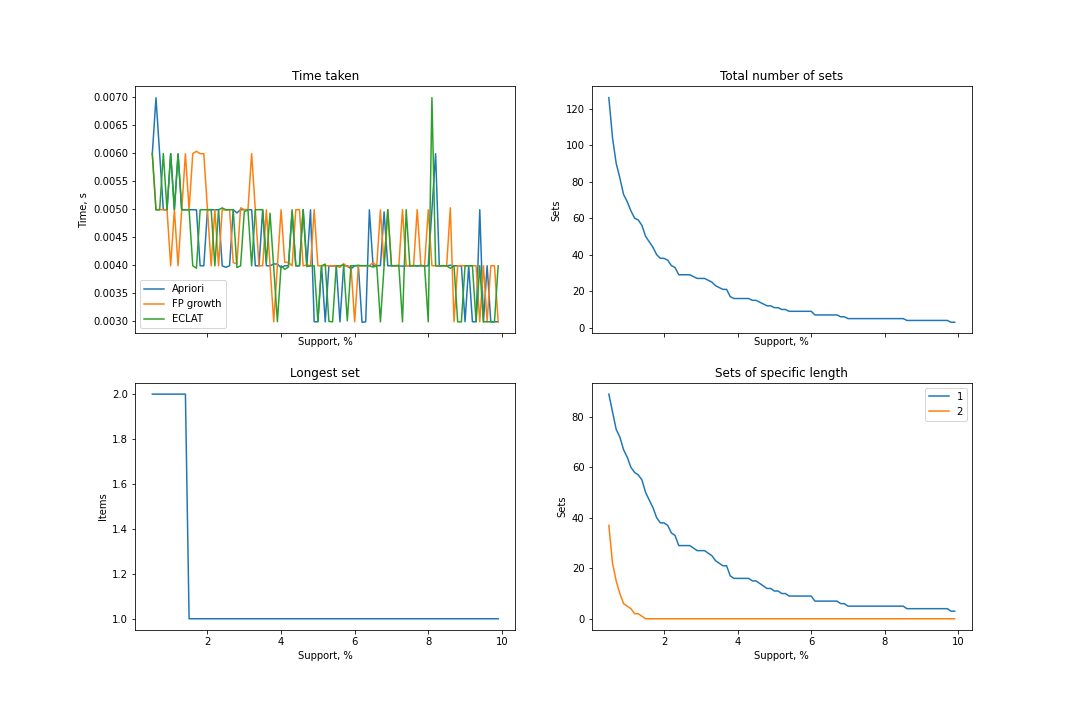 Time taken
0.0070
0.0065
0.0060
0.0055
0.0050
0.0045
0.0040
0.0035
0.0030
Time, s
Apriori
FP growth
ECLAT
Support, %
Total number of sets
120
100
80
60
40
20
0
Sets
Support, %
Longest set
2.0
1.8
1.6
1.4
1.2
1.0
Items
2 4 6 8 10
Support, %
Sets of specific length
80
60
40
20
0
Sets
1
2
2 4 6 8 10
Support, %